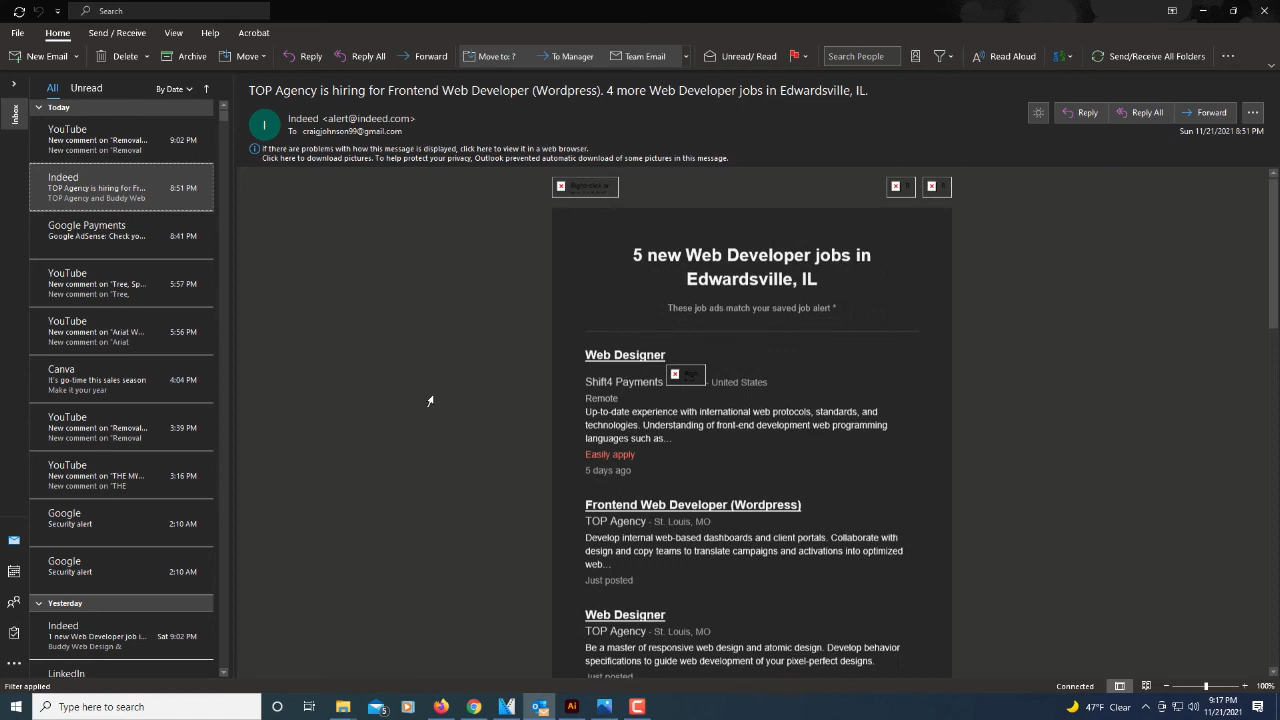 Search
File Home Send / Receive View Help Acrobat
New Email Delete Archive Move Reply Reply All Forward Move to: ? To Manager Team Email Unread/ Read Search People Read Aloud Send/Receive All Folders
All Unread By Date
Inbox
Today
YouTube
New comment on "Removal... 9:02 PM
New comment on "Removal
Indeed
TOP Agency is hiring for Fr... 8:51 PM
TOP Agency and Buddy Web
Google Payments
Google AdSense: Check yo... 8:41 PM
YouTube
New comment on "Tree, Sp... 5:57 PM
New comment on "Tree,
YouTube
New comment on "Ariat W... 5:56 PM
New comment on "Ariat
Canva
It's go-time this sales season 4:04 PM
Make it your year
YouTube
New comment on "Removal... 3:39 PM
New comment on "Removal
YouTube
New comment on "THE MY... 3:16 PM
New comment on "THE
Google
Security alert 2:10 AM
Google
Security alert 2:10 AM
Yesterday
Indeed
1 new Web Developer job i... Sat 9:02 PM
Buddy Web Design &
LinkedIn
TOP Agency is hiring for Frontend Web Developer (Wordpress). 4 more Web Developer jobs in Edwardsville, IL.
I
Indeed <alert@indeed.com>
To craigjohnson99@gmail.com
Reply Reply All Forward
Sun 11/21/2021 8:51 PM
If there are problems with how this message is displayed, click here to view it in a web browser.
Click here to download pictures. To help protect your privacy, Outlook prevented automatic download of some pictures in this message.
5 new Web Developer jobs in
Edwardsville, IL
These job ads match your saved job alert *
Web Designer
Shift4 Payments - United States
Remote
Up-to-date experience with international web protocols, standards, and
technologies. Understanding of front-end development web programming
languages such as...
Easily apply
5 days ago
Frontend Web Developer (Wordpress)
TOP Agency - St. Louis, MO
Develop internal web-based dashboards and client portals. Collaborate with
design and copy teams to translate campaigns and activations into optimized
web...
Just posted
Web Designer
TOP Agency - St. Louis, MO
Be a master of responsive web design and atomic design. Develop behavior
specifications to guide web development of your pixel-perfect designs.
Just posted
Filter applied
Connected 100%
Type here to search
5
47°F Clear
9:17 PM
11/21/2021